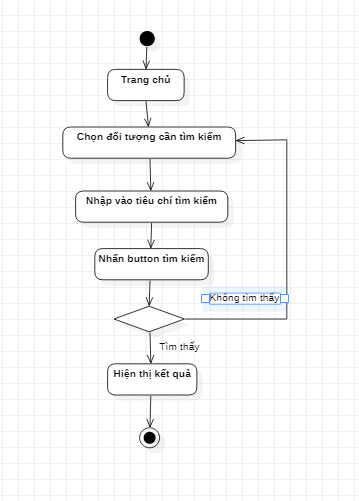 Trang chủ
Chọn đối tượng cần tìm kiếm
Nhập vào tiêu chí tìm kiếm
Nhấn button tìm kiếm
Không tìm thấy
Tìm thấy
Hiện thị kết quả